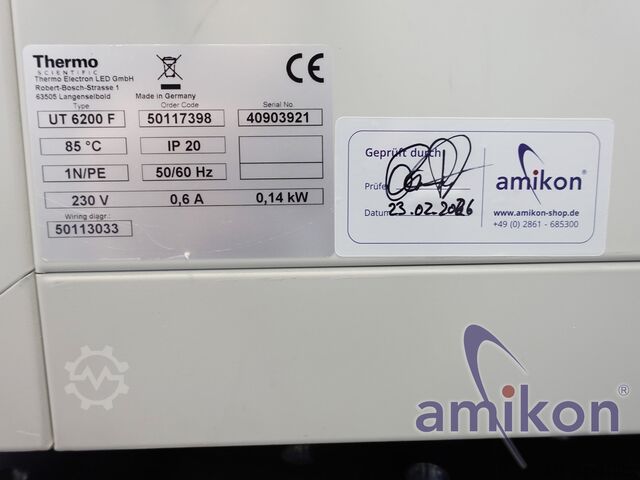 Thermo
SCIENTIFIC
Thermo Electron LED GmbH
Robert-Bosch-Strasse 1
63505 Langenselbold
Made in Germany
CE
Type Order Code Serial No.
UT 6200 F 50117398 40903921
85 °C IP 20
1N/PE 50/60 Hz
230 V 0,6 A 0,14 kW
Wiring diagr.:
50113033
Geprüft durch
Prüfer
Datum 23.02.2026
amikon®
www.amikon-shop.de
+49 (0) 2861 - 685300
amikon®